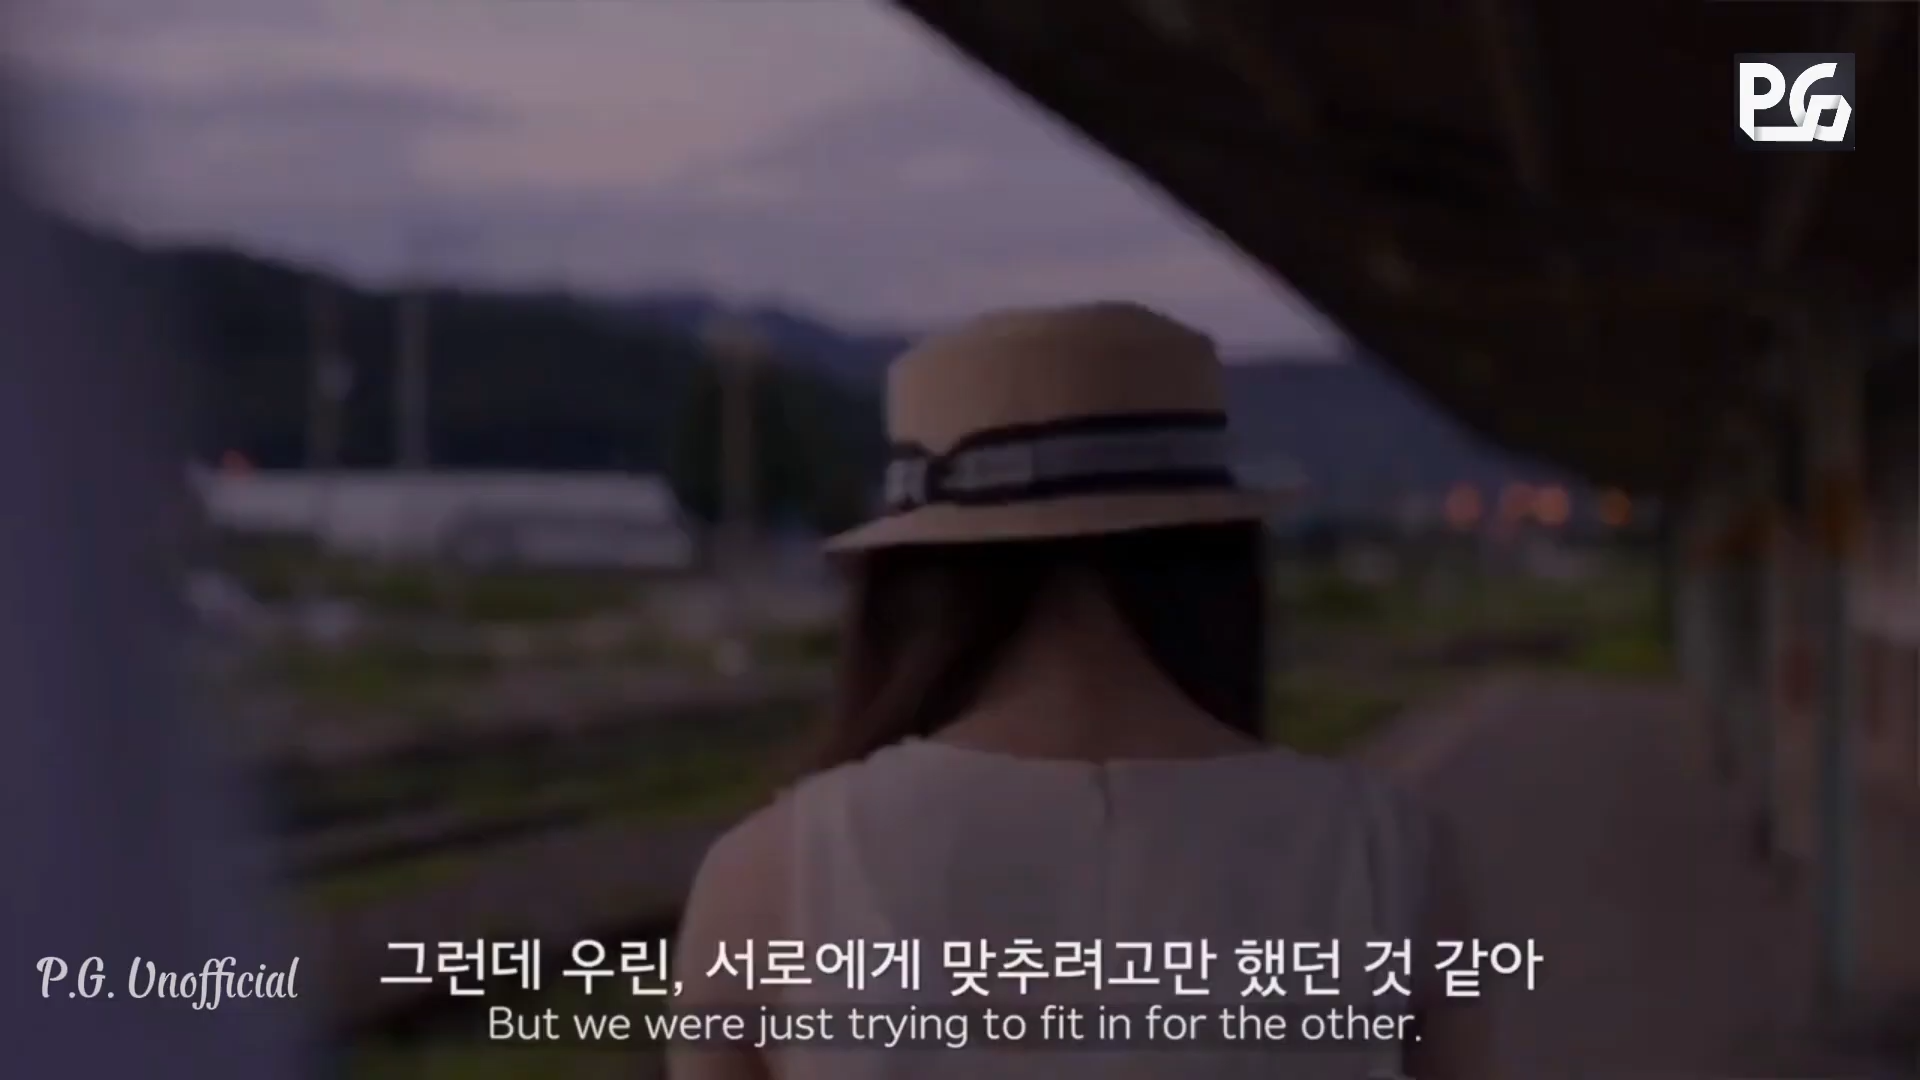 PG
P.G. Unofficial
그런데 우린, 서로에게 맞추려고만 했던 것 같아
But we were just trying to fit in for the other.